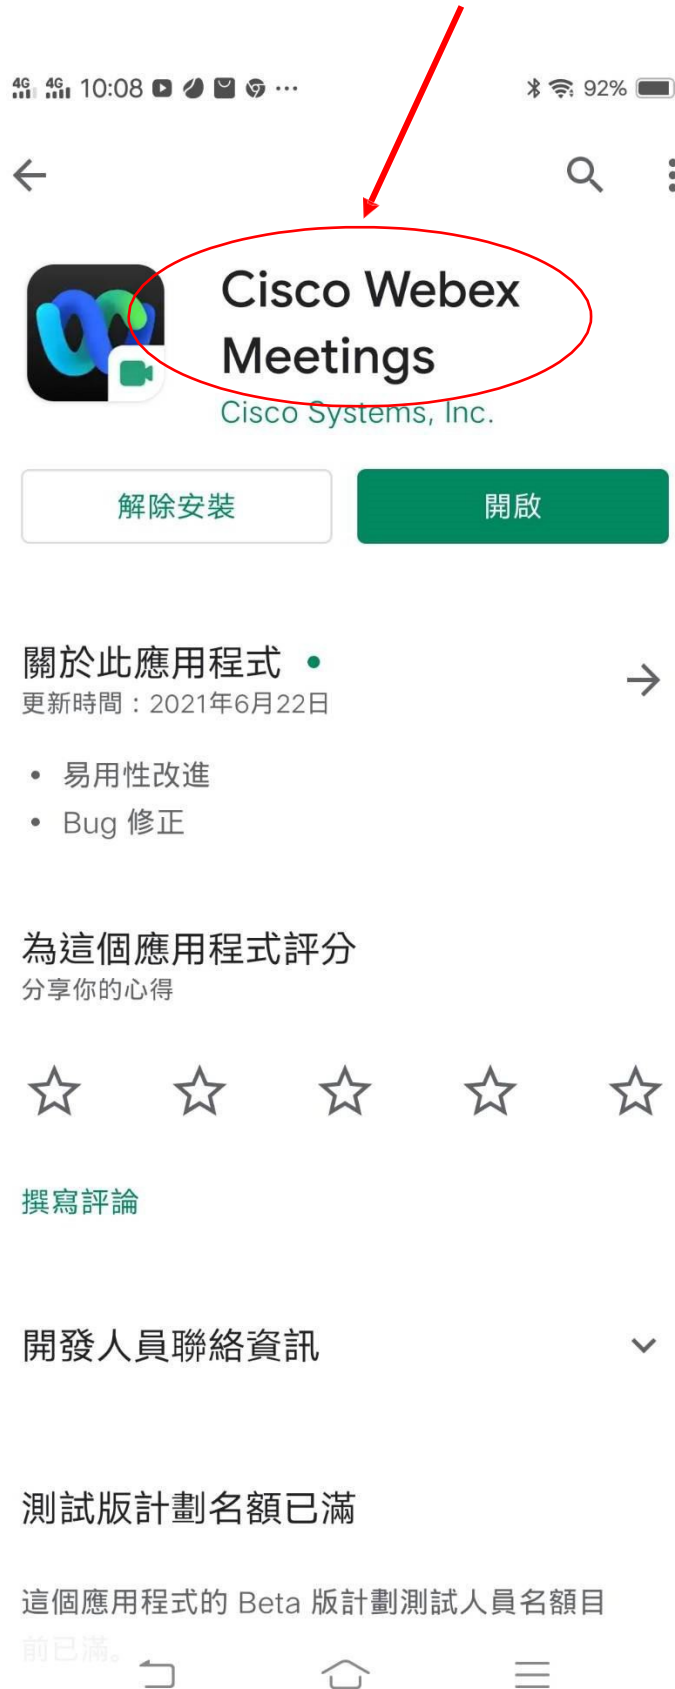 4G 4G 10:08 92%
Cisco Webex
Meetings
Cisco Systems, Inc.
解除安裝
開啟
關於此應用程式
更新時間：2021年6月22日
• 易用性改進
• Bug 修正
為這個應用程式評分
分享你的心得
撰寫評論
開發人員聯絡資訊
測試版計劃名額已滿
這個應用程式的 Beta 版計劃測試人員名額目
前已滿。